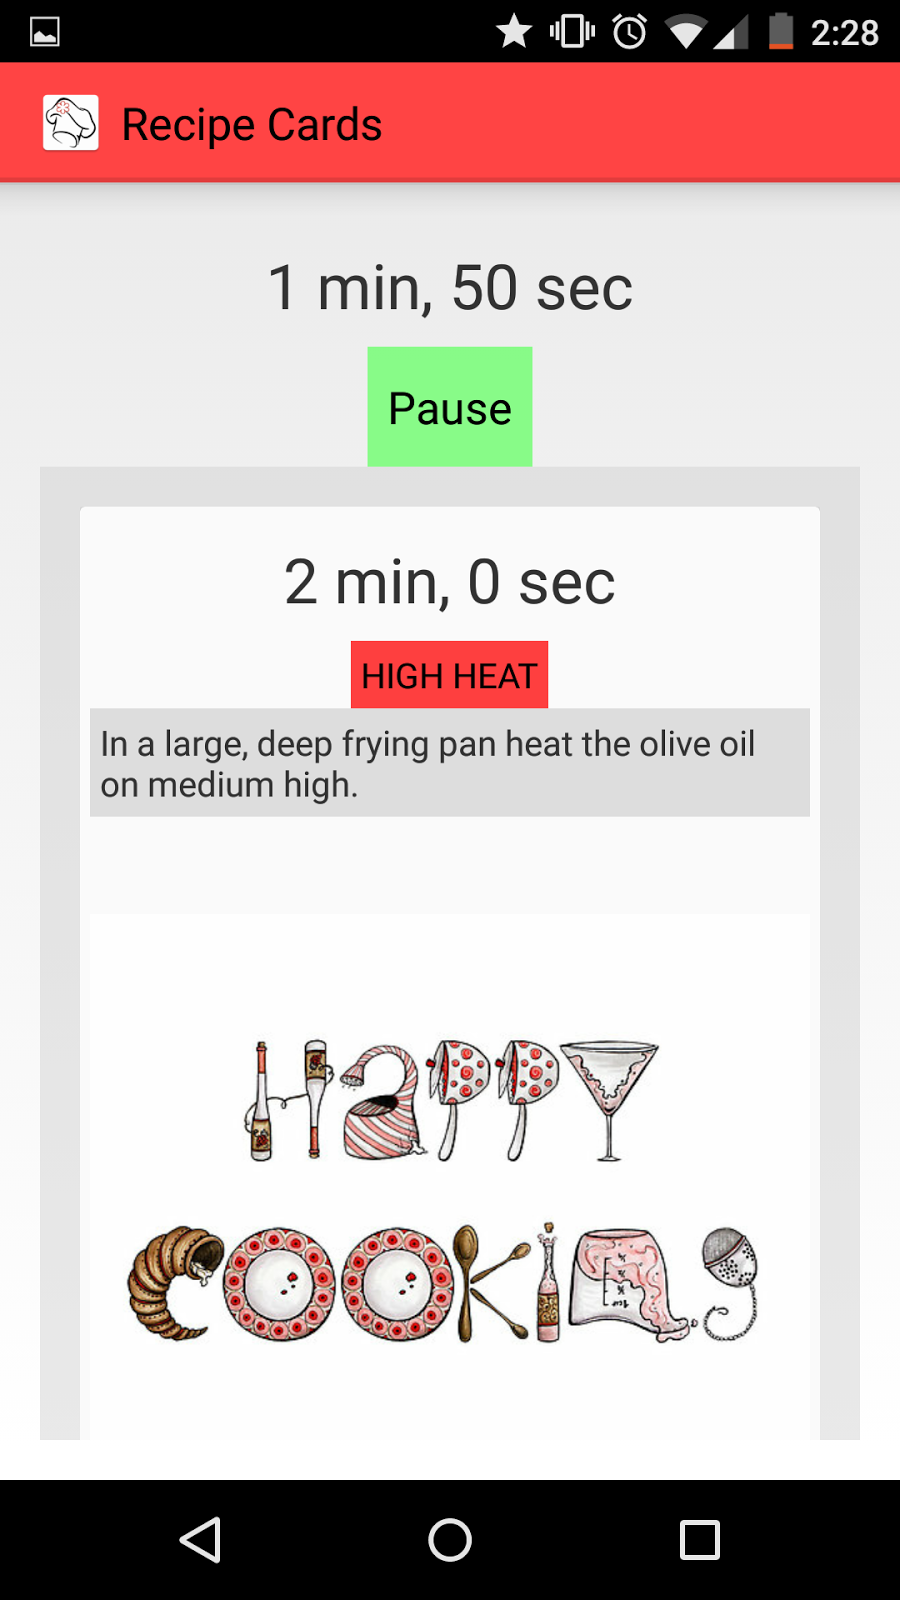 2:28
Recipe Cards
1 min, 50 sec
Pause
2 min, 0 sec
HIGH HEAT
In a large, deep frying pan heat the olive oil
on medium high.
HaPPY
COOKing